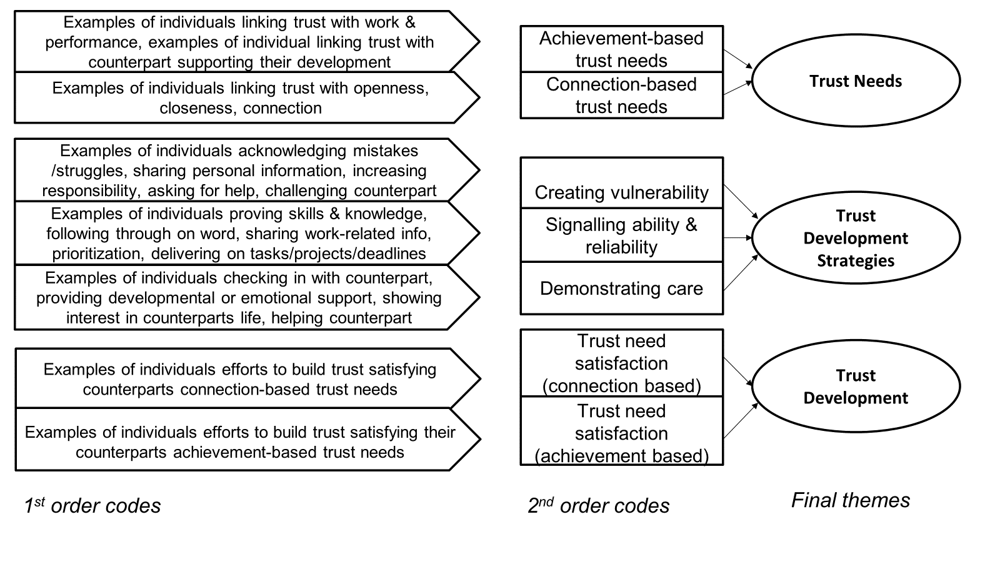 Examples of individuals linking trust with work &
performance, examples of individual linking trust with
counterpart supporting their development
Examples of individuals linking trust with openness,
closeness, connection
Achievement-based
trust needs
Connection-based
trust needs
Trust Needs
Examples of individuals acknowledging mistakes
/struggles, sharing personal information, increasing
responsibility, asking for help, challenging counterpart
Examples of individuals proving skills & knowledge,
following through on word, sharing work-related info,
prioritization, delivering on tasks/projects/deadlines
Examples of individuals checking in with counterpart,
providing developmental or emotional support, showing
interest in counterparts life, helping counterpart
Creating vulnerability
Signalling ability &
reliability
Demonstrating care
Trust
Development
Strategies
Examples of individuals efforts to build trust satisfying
counterparts connection-based trust needs
Examples of individuals efforts to build trust satisfying their
counterparts achievement-based trust needs
Trust need
satisfaction
(connection based)
Trust need
satisfaction
(achievement based)
Trust
Development
1st order codes
2nd order codes
Final themes